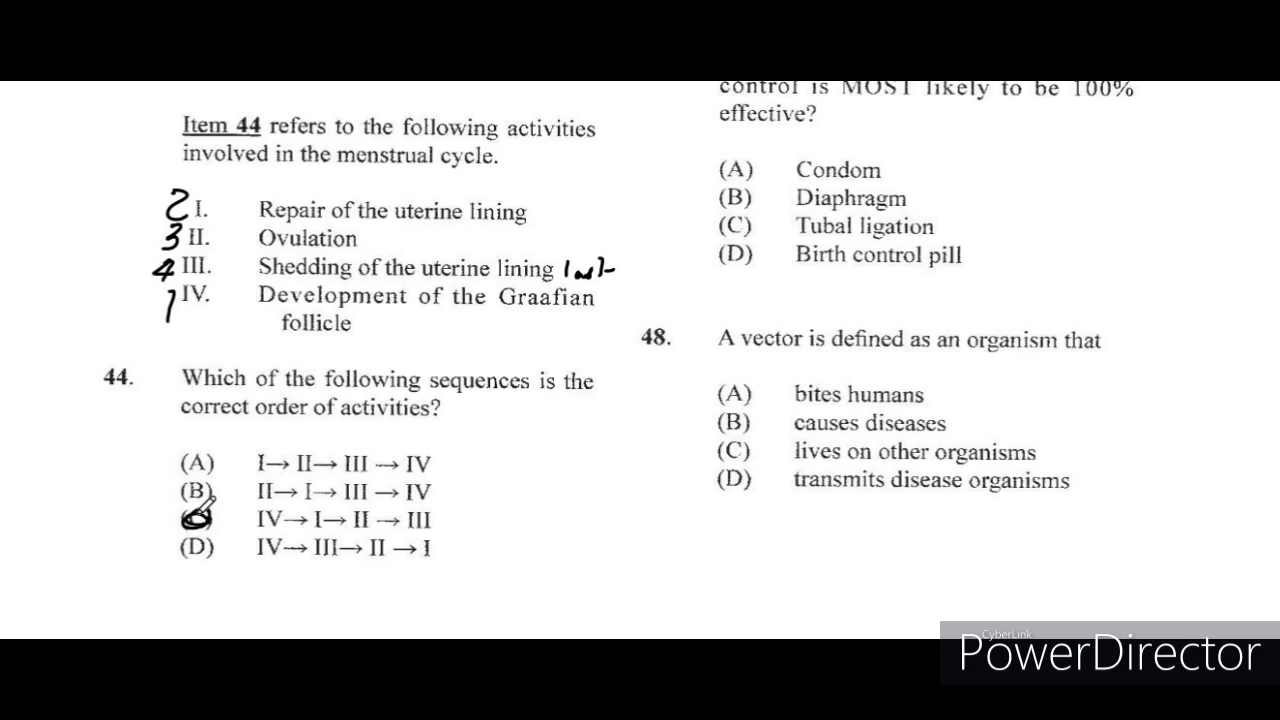 Item 44 refers to the following activities
involved in the menstrual cycle.
2 I. Repair of the uterine lining
3 II. Ovulation
4 III. Shedding of the uterine lining last
1 IV. Development of the Graafian
follicle
44. Which of the following sequences is the
correct order of activities?
(A) I→ II→ III → IV
(B) II→ I→ III → IV
IV→ I→ II → III
(D) IV→ III→ II → I
control is MOST likely to be 100%
effective?
(A) Condom
(B) Diaphragm
(C) Tubal ligation
(D) Birth control pill
48. A vector is defined as an organism that
(A) bites humans
(B) causes diseases
(C) lives on other organisms
(D) transmits disease organisms
CyberLink
PowerDirector